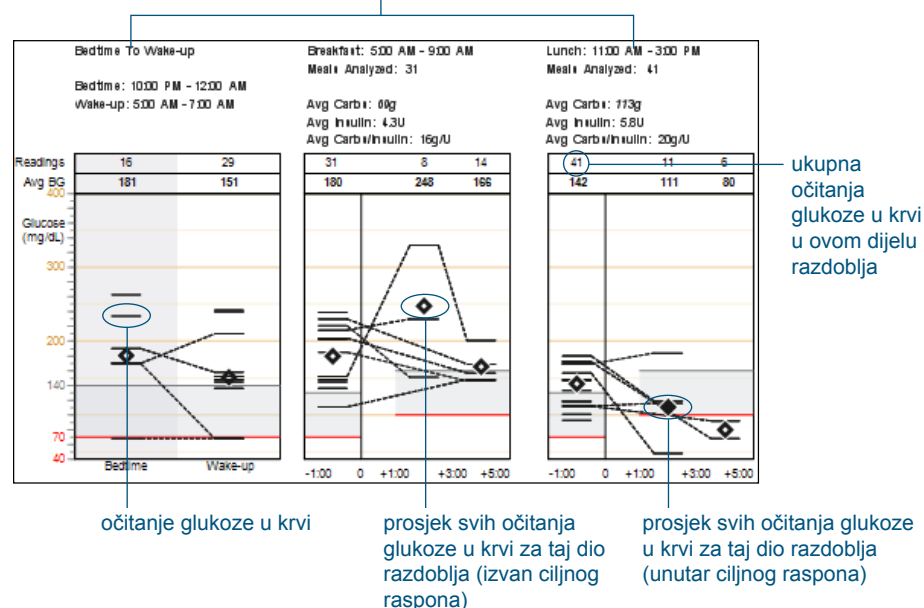 Bedtime To Wake-up
Bedtime: 10:00 PM - 12:00 AM
Wake-up: 5:00 AM - 7:00 AM
Breakfast: 5:00 AM - 9:00 AM
Meals Analyzed: 31
Avg Carbs: g
Avg Insulin: 4.3U
Avg Carbs/Insulin: 16g/U
Lunch: 11:00 AM - 3:00 PM
Meals Analyzed: 41
Avg Carbs: 113g
Avg Insulin: 5.8U
Avg Carbs/Insulin: 20g/U
Readings 16 29 31 8 14 41 11 6
Avg BG 181 151 180 248 166 142 111 80
400
Glucose
(mg/dL)
300
200
140
70
40
Bedtime Wake-up
-1:00 0 +1:00 +3:00 +5:00
-1:00 0 +1:00 +3:00 +5:00
ukupna
očitanja
glukoze u krvi
u ovom dijelu
razdoblja
očitanje glukoze u krvi
prosjek svih očitanja
glukoze u krvi za taj dio
razdoblja (izvan ciljnog
raspona)
prosjek svih očitanja glukoze
u krvi za taj dio razdoblja
(unutar ciljnog raspona)